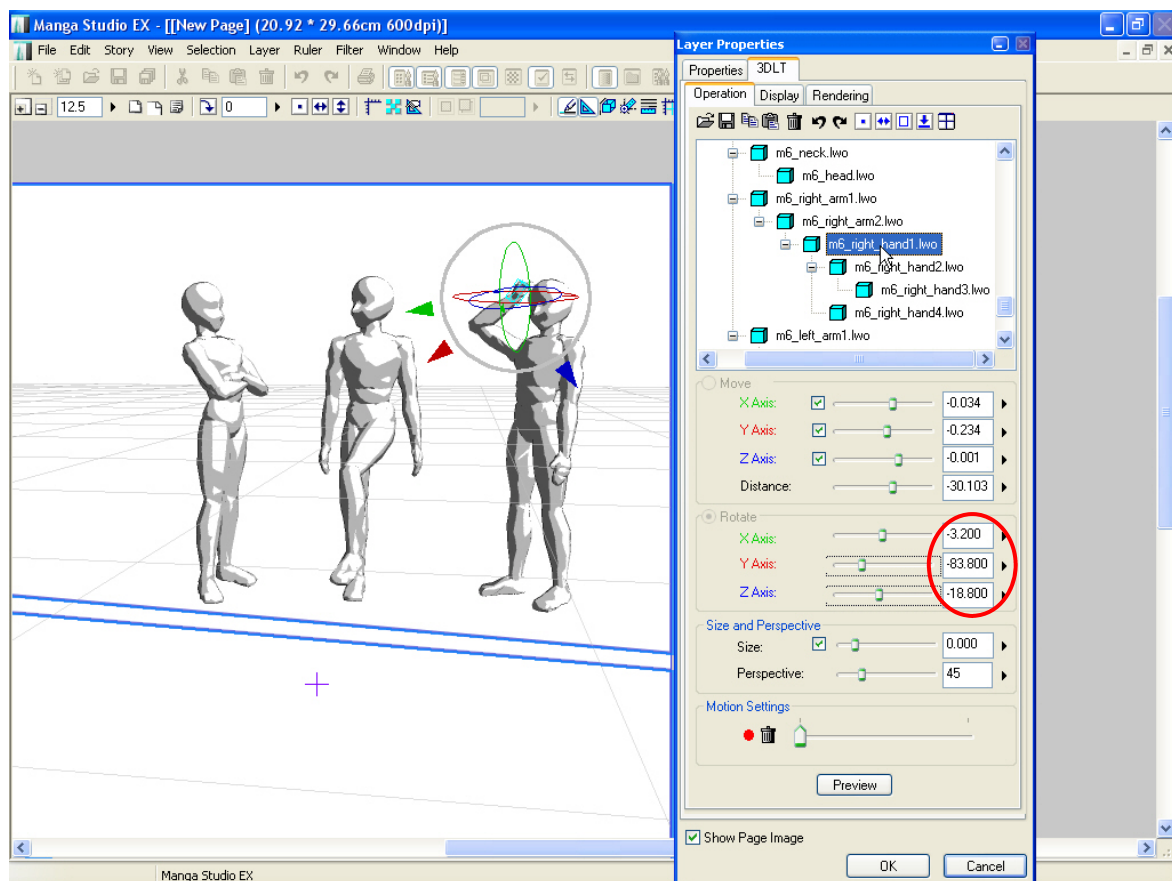 Manga Studio EX - [[New Page] (20.92 * 29.66cm 600dpi)]
File Edit Story View Selection Layer Ruler Filter Window Help
12.5
0
Layer Properties
Properties 3DLT
Operation Display Rendering
m6_neck.lwo
m6_head.lwo
m6_right_arm1.lwo
m6_right_arm2.lwo
m6_right_hand1.lwo
m6_right_hand2.lwo
m6_right_hand3.lwo
m6_right_hand4.lwo
m6_left_arm1.lwo
Move
X Axis: -0.034
Y Axis: -0.234
Z Axis: -0.001
Distance: -30.103
Rotate
X Axis: -3.200
Y Axis: -83.800
Z Axis: -18.800
Size and Perspective
Size: 0.000
Perspective: 45
Motion Settings
Preview
Show Page Image
OK Cancel
Manga Studio EX